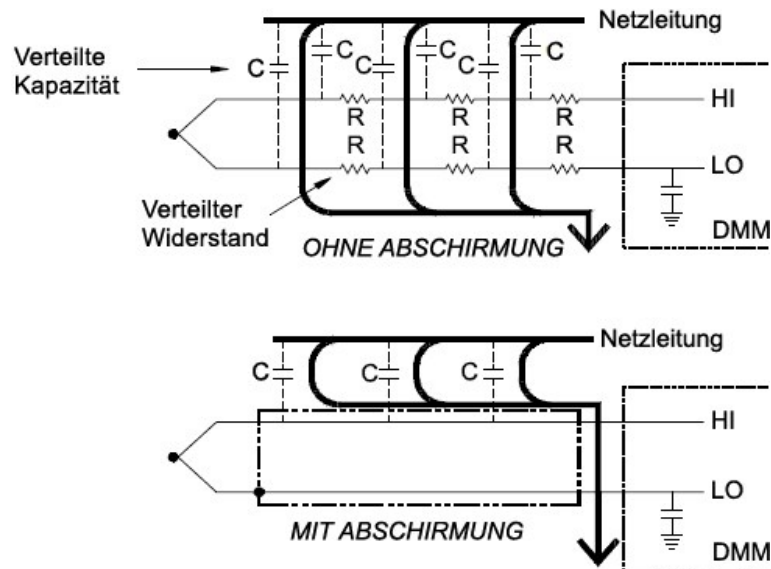 Netzleitung
Verteilte
Kapazität
C
C
C
C
C
C
HI
R
R
R
R
R
R
LO
Verteilter
Widerstand
DMM
OHNE ABSCHIRMUNG
Netzleitung
C
C
C
HI
LO
MIT ABSCHIRMUNG
DMM